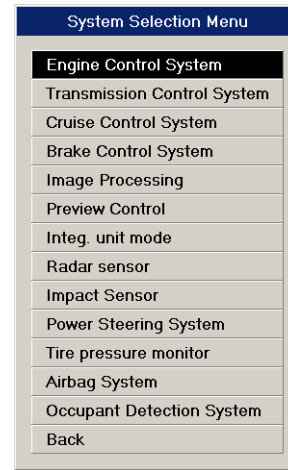 System Selection Menu
Engine Control System
Transmission Control System
Cruise Control System
Brake Control System
Image Processing
Preview Control
Integ. unit mode
Radar sensor
Impact Sensor
Power Steering System
Tire pressure monitor
Airbag System
Occupant Detection System
Back